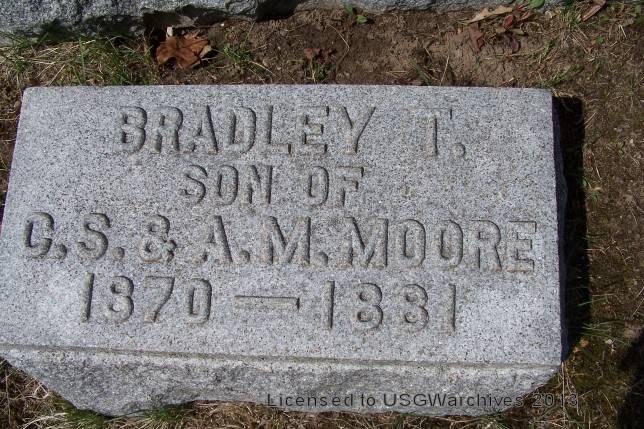 BRADLEY T.
SON OF
C. S. & A. M. MOORE
1870 — 1881
Licensed to USGWarchives 2013